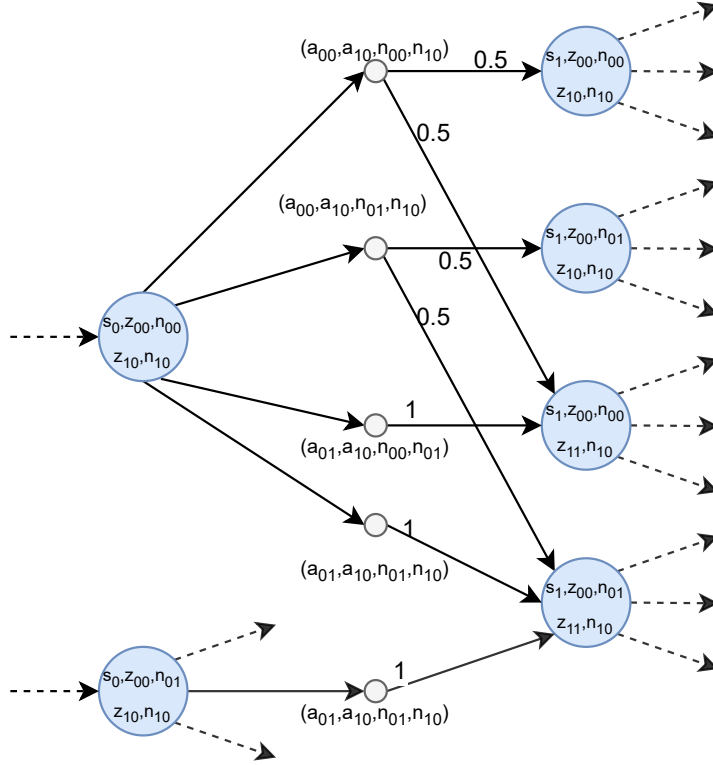 (a₀₀,a₁₀,n₀₀,n₁₀)
0.5
s₁,z₀₀,n₀₀
z₁₀,n₁₀
0.5
(a₀₀,a₁₀,n₀₁,n₁₀)
0.5
s₁,z₀₀,n₀₁
z₁₀,n₁₀
0.5
s₀,z₀₀,n₀₀
z₁₀,n₁₀
1
(a₀₁,a₁₀,n₀₀,n₀₁)
s₁,z₀₀,n₀₀
z₁₁,n₁₀
1
(a₀₁,a₁₀,n₀₁,n₁₀)
s₁,z₀₀,n₀₁
z₁₁,n₁₀
s₀,z₀₀,n₀₁
z₁₀,n₁₀
1
(a₀₁,a₁₀,n₀₁,n₁₀)